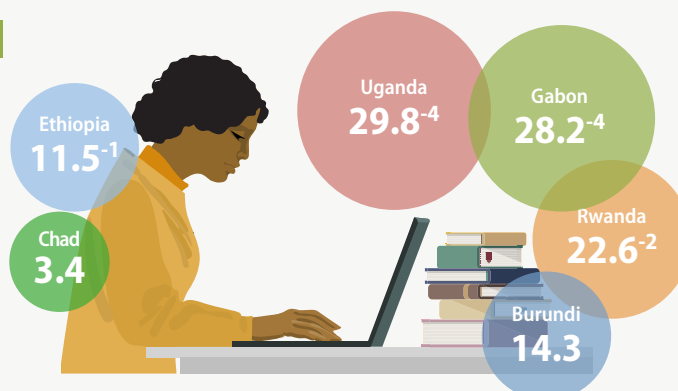 Uganda
29.8-4
Gabon
28.2-4
Ethiopia
11.5-1
Rwanda
22.6-2
Chad
3.4
Burundi
14.3